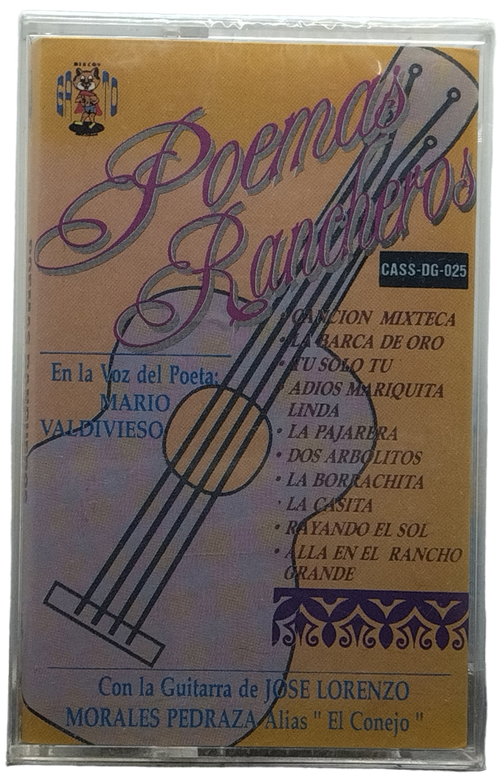 DISCOS
Poemas
Rancheros
CASS-DG-025
• CANCION MIXTECA
• LA BARCA DE ORO
• TU SOLO TU
• ADIOS MARIQUITA
LINDA
• LA PAJARERA
• DOS ARBOLITOS
• LA BORRACHITA
• LA CASITA
• RAYANDO EL SOL
• ALLA EN EL RANCHO
GRANDE
En la Voz del Poeta:
MARIO
VALDIVIESO
Con la Guitarra de JOSE LORENZO
MORALES PEDRAZA Alias " El Conejo "